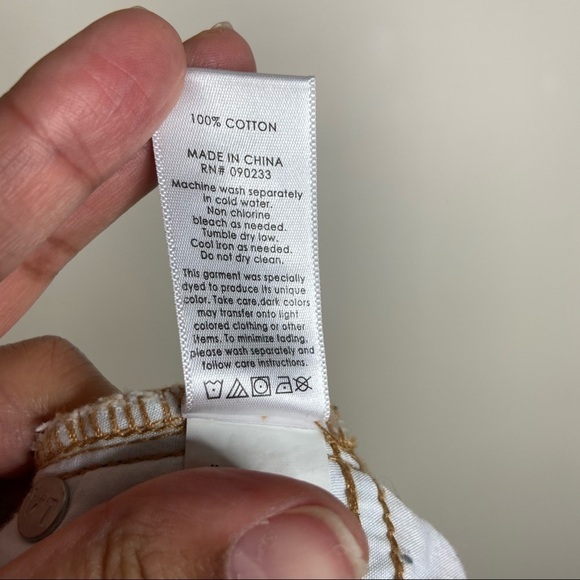 100% COTTON
MADE IN CHINA
RN# 090233
Machine wash separately
in cold water.
Non chlorine
bleach as needed.
Tumble dry low.
Cool iron as needed.
Do not dry clean.
This garment was specially
dyed to produce its unique
color. Take care,dark colors
may transfer onto light
colored clothing or other
items. To minimize fading,
please wash separately and
follow care instructions.